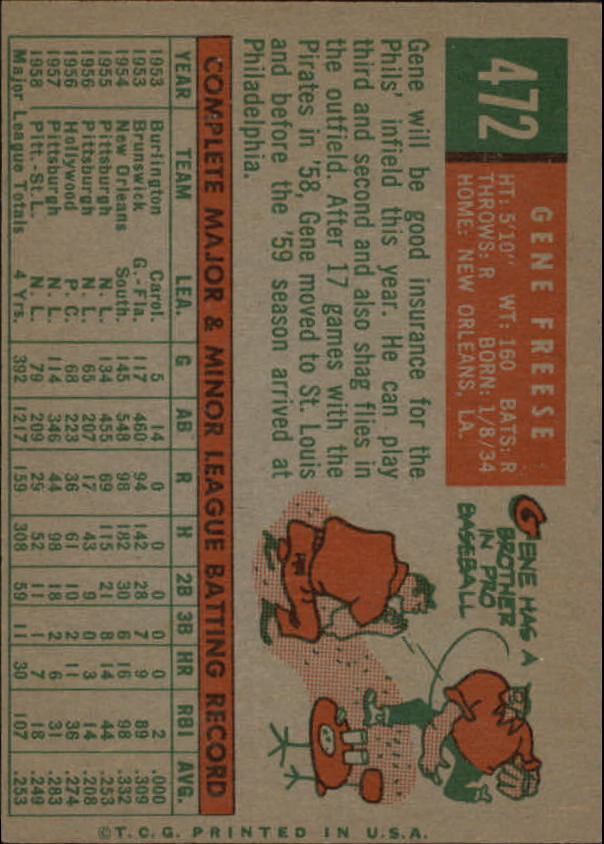 472
GENE FREESE
HT: 5'10" WT: 160 BATS: R
THROWS: R BORN: 1/8/34
HOME: NEW ORLEANS, LA.
Gene will be good insurance for the
Phils' infield this year. He can play
third and second and also shag flies in
the outfield. After 17 games with the
Pirates in '58, Gene moved to St. Louis
and before the '59 season arrived at
Philadelphia.
GENE HAS A
BROTHER
IN PRO
BASEBALL
COMPLETE MAJOR & MINOR LEAGUE BATTING RECORD
YEAR TEAM LEA. G AB R H 2B 3B HR RBI AVG.
1953 Burlington Carol. 5 14 0 0 0 0 0 2 .000
1953 Brunswick G.-Fla. 117 460 94 142 28 7 9 89 .309
1954 New Orleans South. 145 548 98 182 30 6 16 98 .332
1955 Pittsburgh N. L. 134 455 69 115 21 8 14 44 .253
1956 Pittsburgh N. L. 65 207 17 43 9 0 3 14 .208
1956 Hollywood P. C. 68 223 36 61 10 2 11 36 .274
1957 Pittsburgh N. L. 114 346 44 98 18 2 6 31 .283
1958 Pitt.-St. L. N. L. 79 209 29 52 11 1 7 18 .249
Major League Totals 4 Yrs. 392 1217 159 308 59 11 30 107 .253
©T. C. G. PRINTED IN U.S.A.